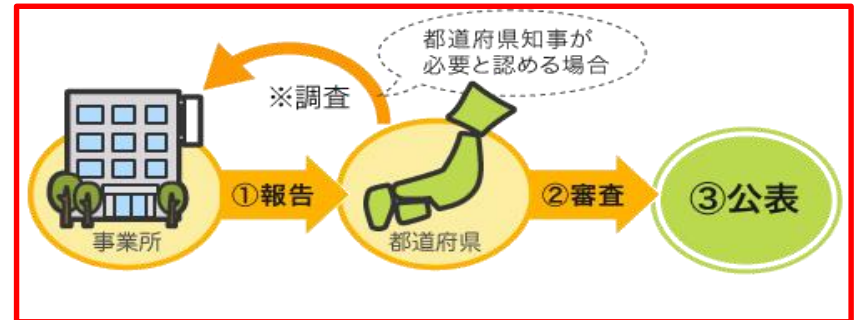 都道府県知事が
必要と認める場合
※調査
①報告
②審査
③公表
事業所
都道府県